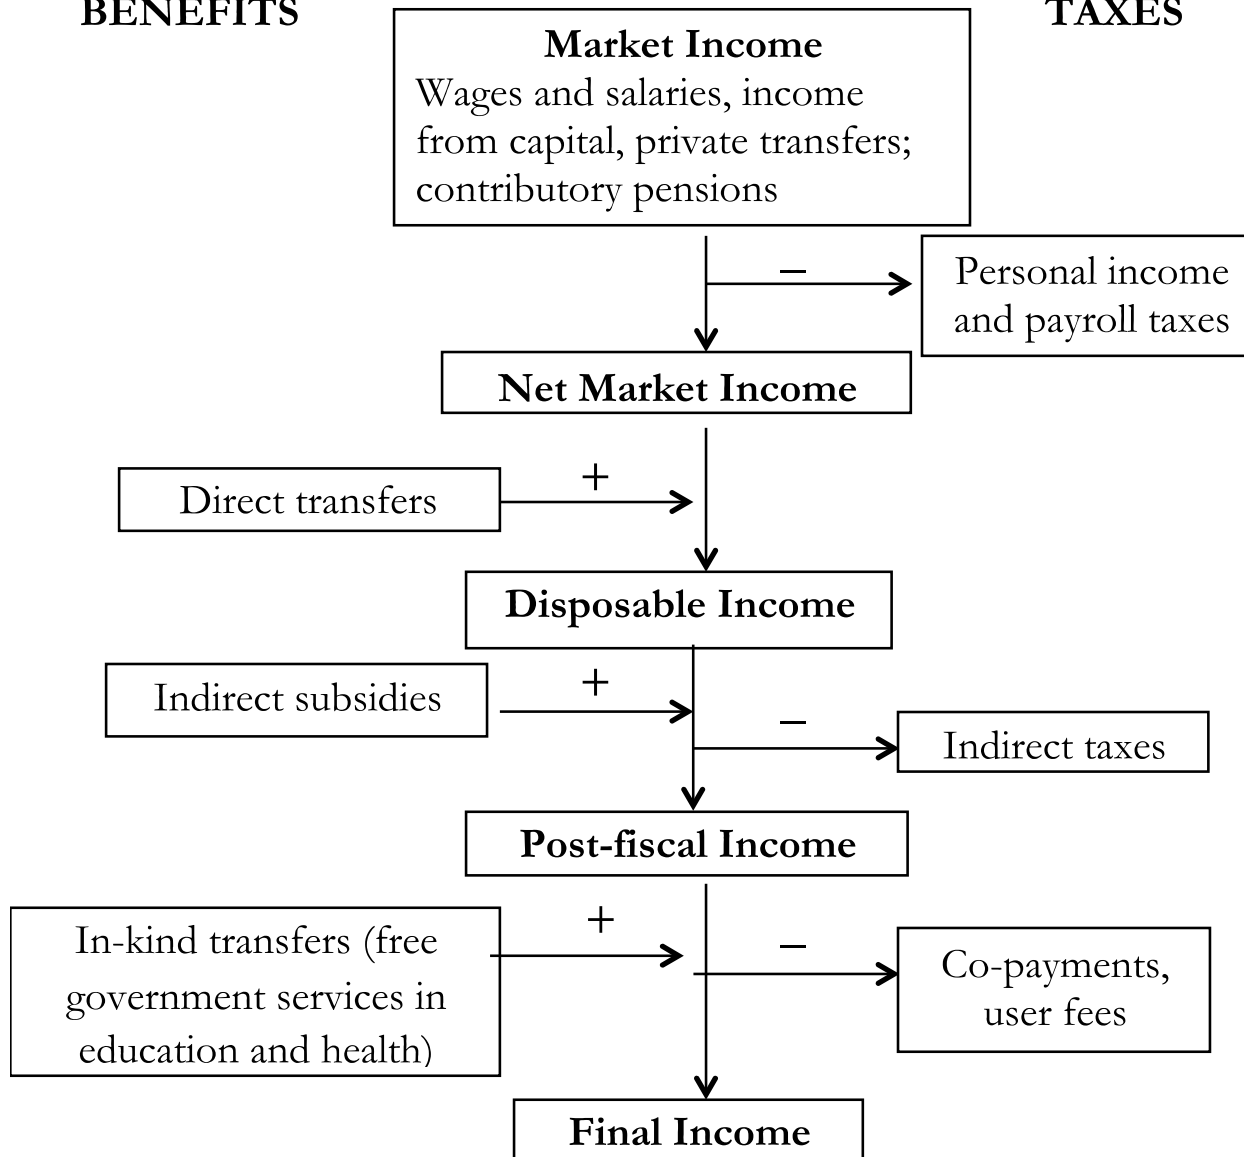 BENEFITS
TAXES
Market Income
Wages and salaries, income
from capital, private transfers;
contributory pensions
–
Personal income
and payroll taxes
Net Market Income
+
Direct transfers
Disposable Income
+
Indirect subsidies
–
Indirect taxes
Post-fiscal Income
+
In-kind transfers (free
government services in
education and health)
–
Co-payments,
user fees
Final Income